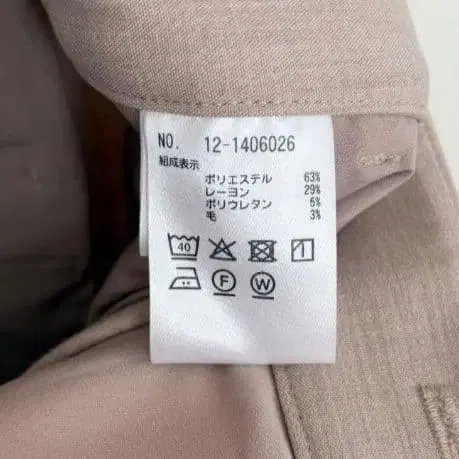 NO. 12-1406026
組成表示
ポリエステル 63%
レーヨン 29%
ポリウレタン 5%
毛 3%
40
F W